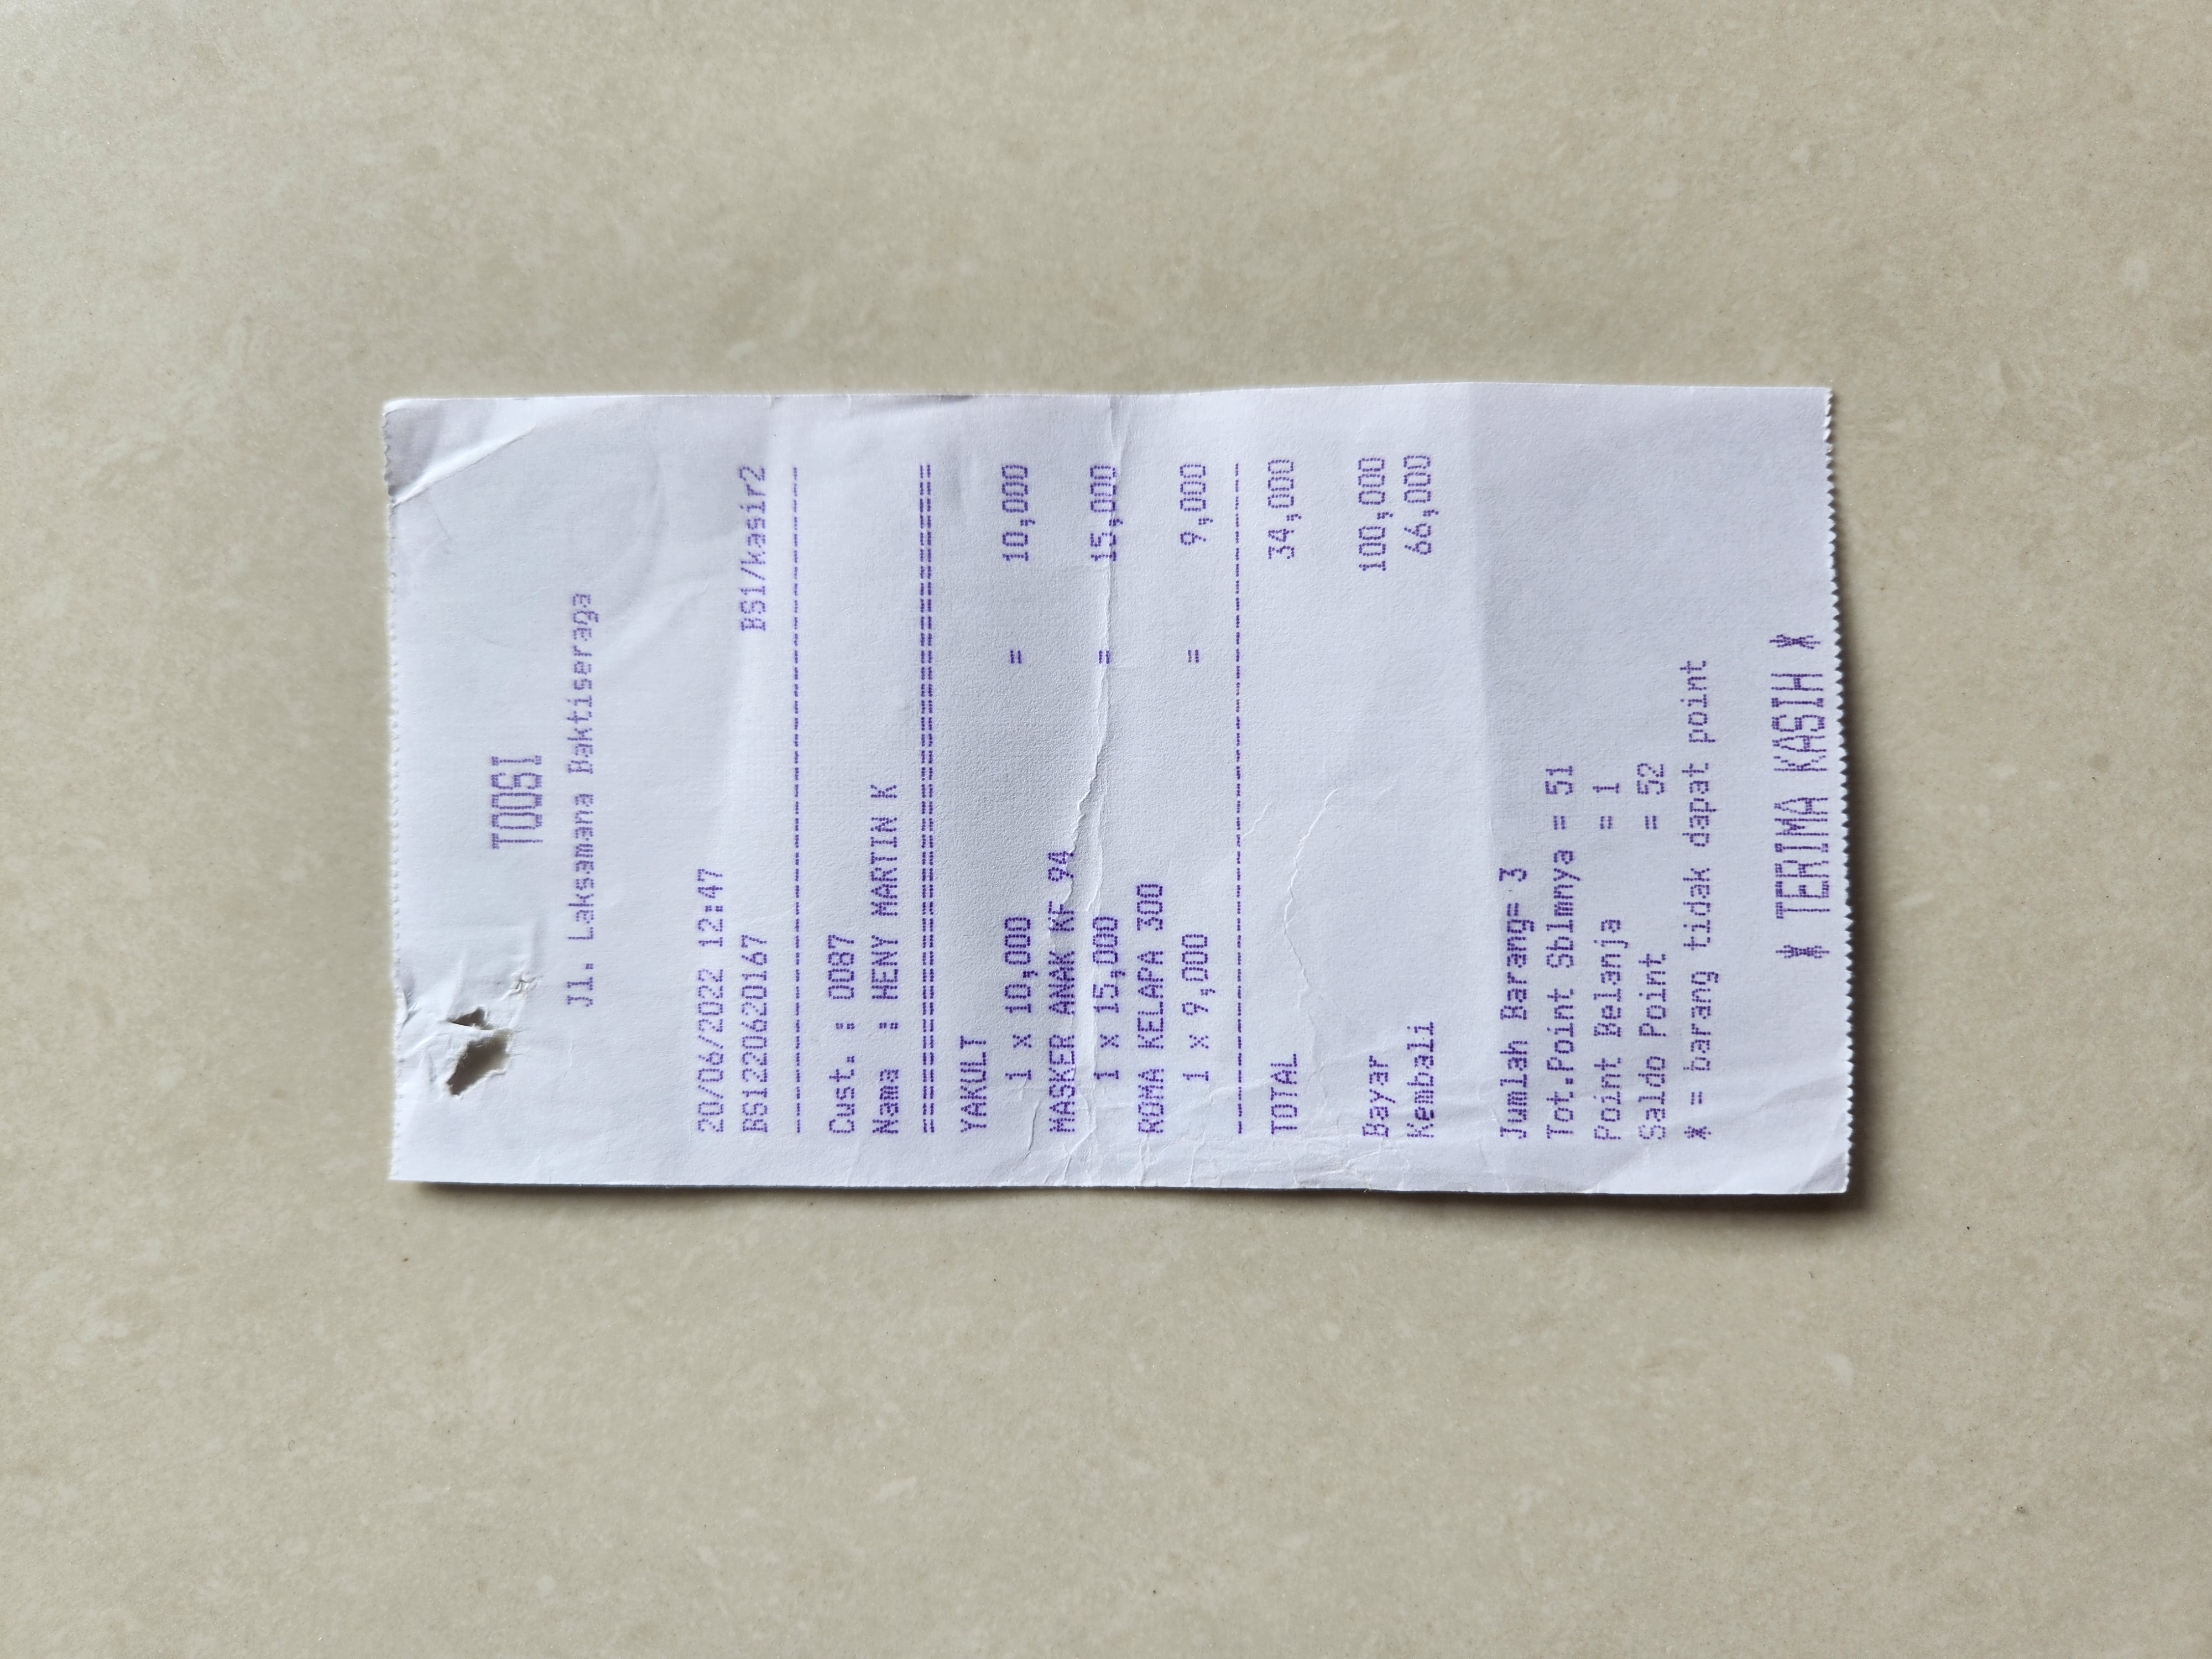 TOOSI
Jl. Laksamana Baktiseraga
20/06/2022 12:47
BS1220620167 BS1/kasir2
--------------------------------
Cust. : 0087
Nama : HENY MARTIN K
================================
YAKULT
1 x 10,000 = 10,000
MASKER ANAK KF 94
1 x 15,000 = 15,000
ROMA KELAPA 300
1 x 9,000 = 9,000
--------------------------------
TOTAL 34,000
Bayar 100,000
Kembali 66,000
Jumlah Barang= 3
Tot.Point Sblmnya = 51
Point Belanja = 1
Saldo Point = 52
* = barang tidak dapat point
* TERIMA KASIH *